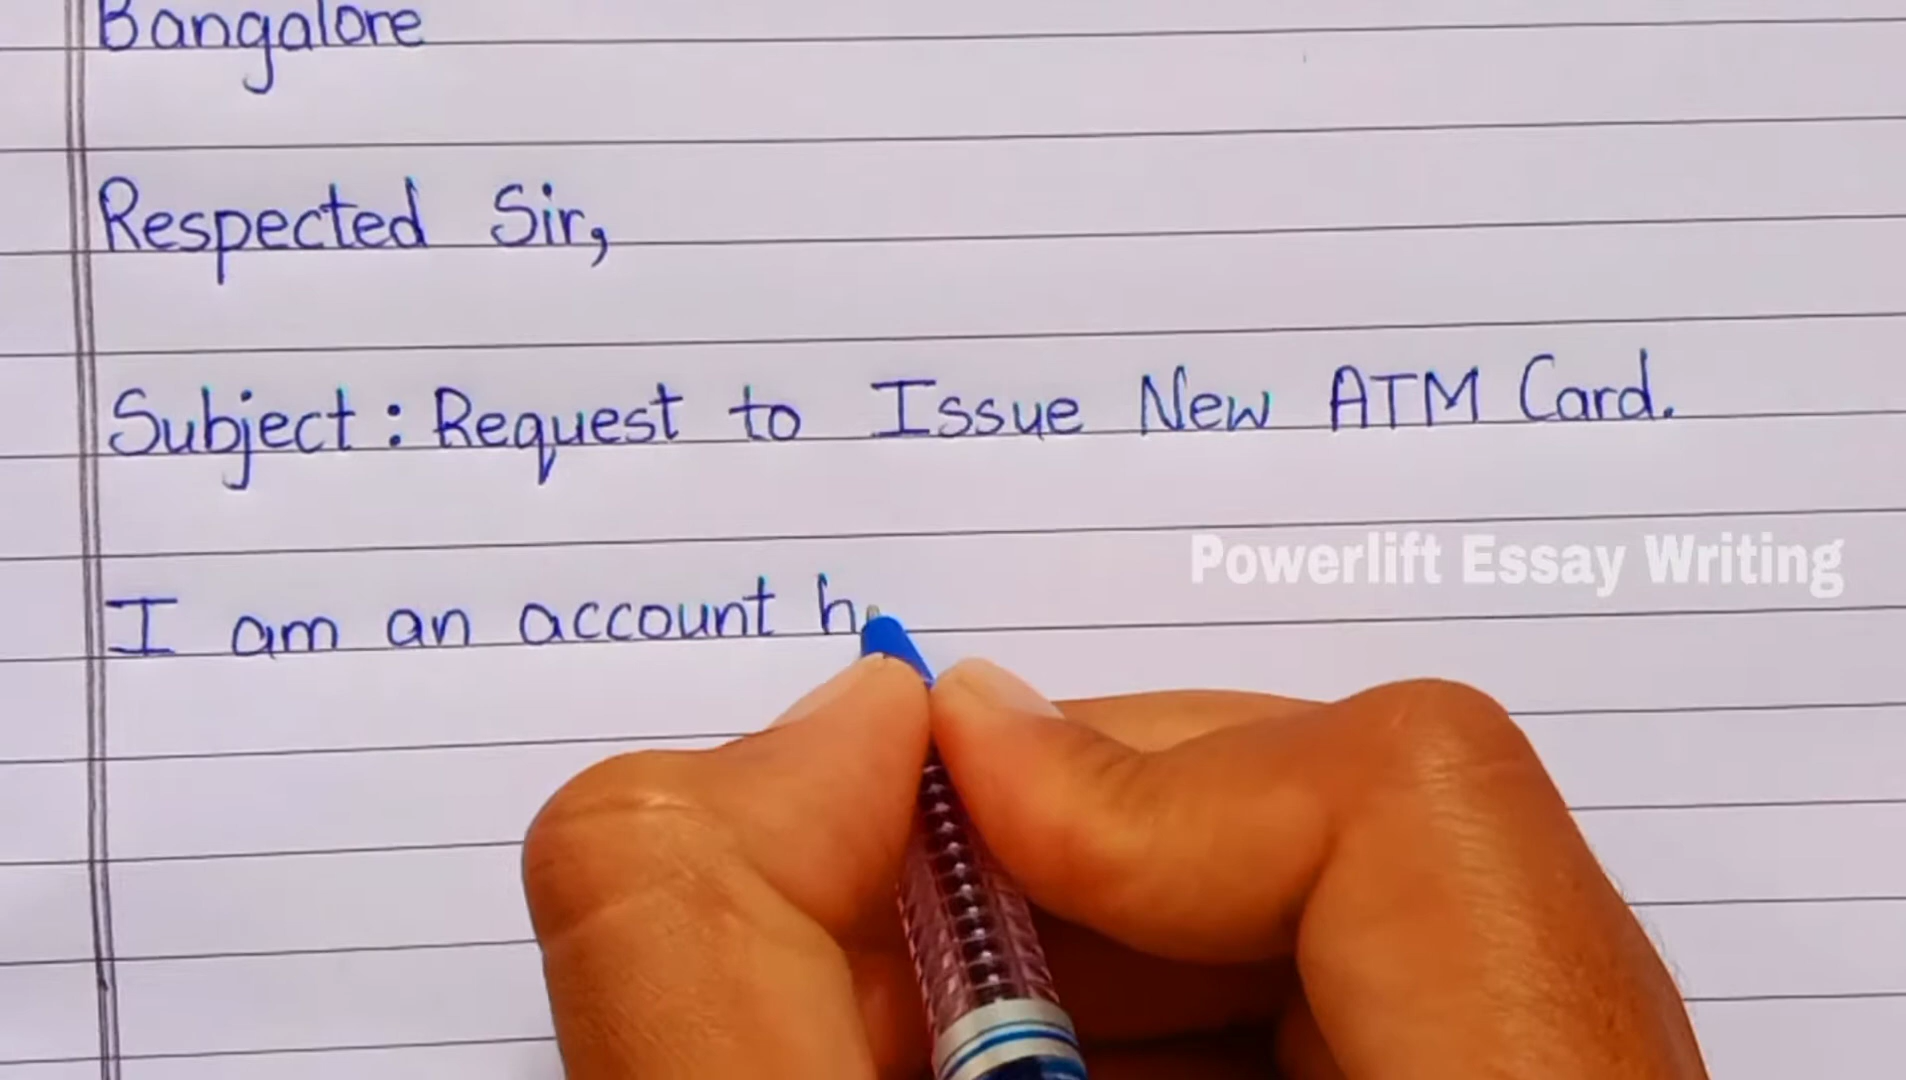 Bangalore
Respected Sir,
Subject : Request to Issue New ATM Card.
Powerlift Essay Writing
I am an account h